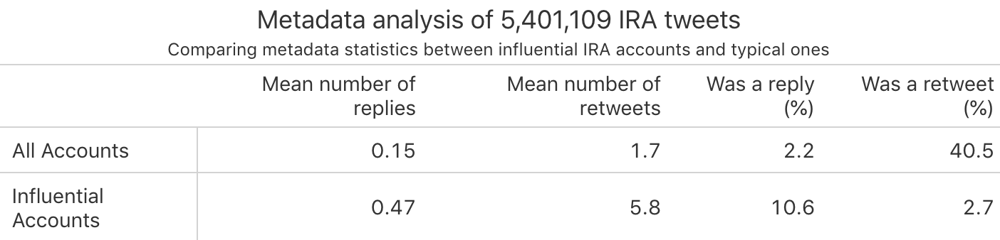 Metadata analysis of 5,401,109 IRA tweets
Comparing metadata statistics between influential IRA accounts and typical ones
Mean number of replies Mean number of retweets Was a reply (%) Was a retweet (%)
All Accounts 0.15 1.7 2.2 40.5
Influential Accounts 0.47 5.8 10.6 2.7